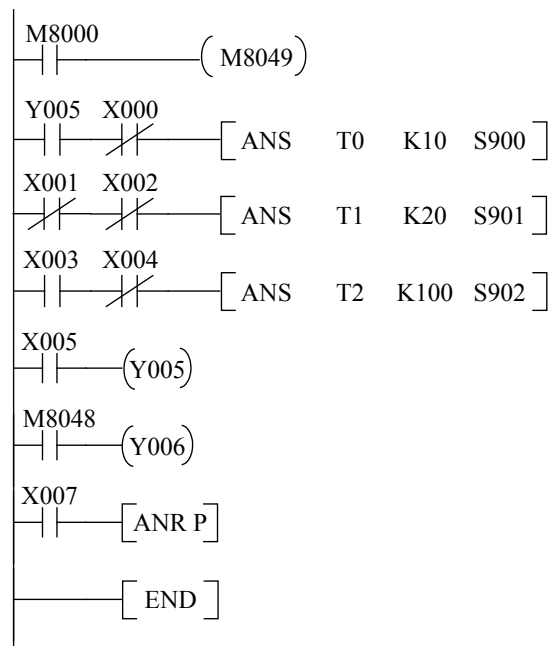 M8000
M8049
Y005 X000
ANS T0 K10 S900
X001 X002
ANS T1 K20 S901
X003 X004
ANS T2 K100 S902
X005
Y005
M8048
Y006
X007
ANR P
END